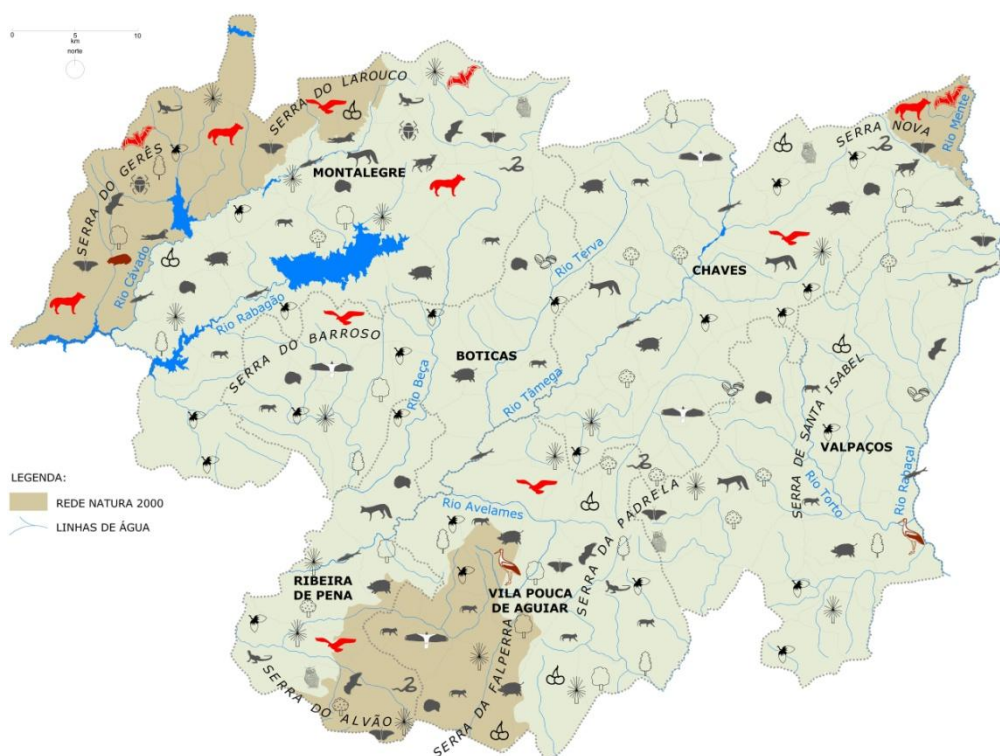 0 5 10
km
norte
SERRA DO LAROUCO
SERRA DO GERÊS
MONTALEGRE
SERRA NOVA
Rio Mente
Rio Cávado
Rio Rabagão
SERRA DO BARROSO
Rio Beça
BOTICAS
Rio Terva
Rio Tâmega
CHAVES
SERRA DE SANTA ISABEL
VALPAÇOS
Rio Rabaçal
Rio Torto
LEGENDA:
REDE NATURA 2000
LINHAS DE ÁGUA
Rio Avelames
SERRA DA PADRELA
RIBEIRA
DE PENA
VILA POUCA
DE AGUIAR
SERRA DA FALPERRA
SERRA DO ALVÃO